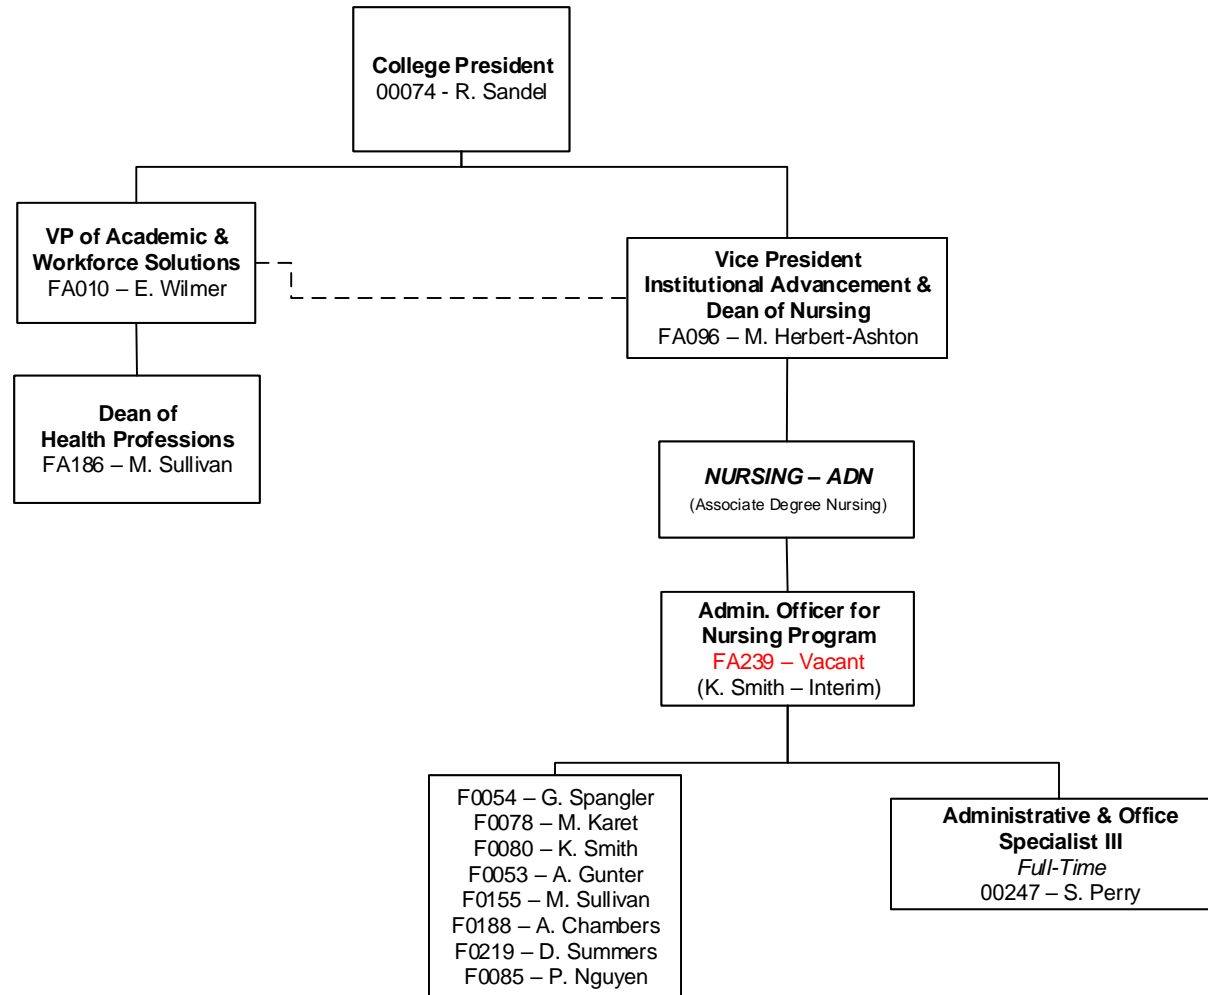 College President
00074 - R. Sandel
VP of Academic &
Workforce Solutions
FA010 – E. Wilmer
Vice President
Institutional Advancement &
Dean of Nursing
FA096 – M. Herbert-Ashton
Dean of
Health Professions
FA186 – M. Sullivan
NURSING – ADN
(Associate Degree Nursing)
Admin. Officer for
Nursing Program
FA239 – Vacant
(K. Smith – Interim)
F0054 – G. Spangler
F0078 – M. Karet
F0080 – K. Smith
F0053 – A. Gunter
F0155 – M. Sullivan
F0188 – A. Chambers
F0219 – D. Summers
F0085 – P. Nguyen
Administrative & Office
Specialist III
Full-Time
00247 – S. Perry